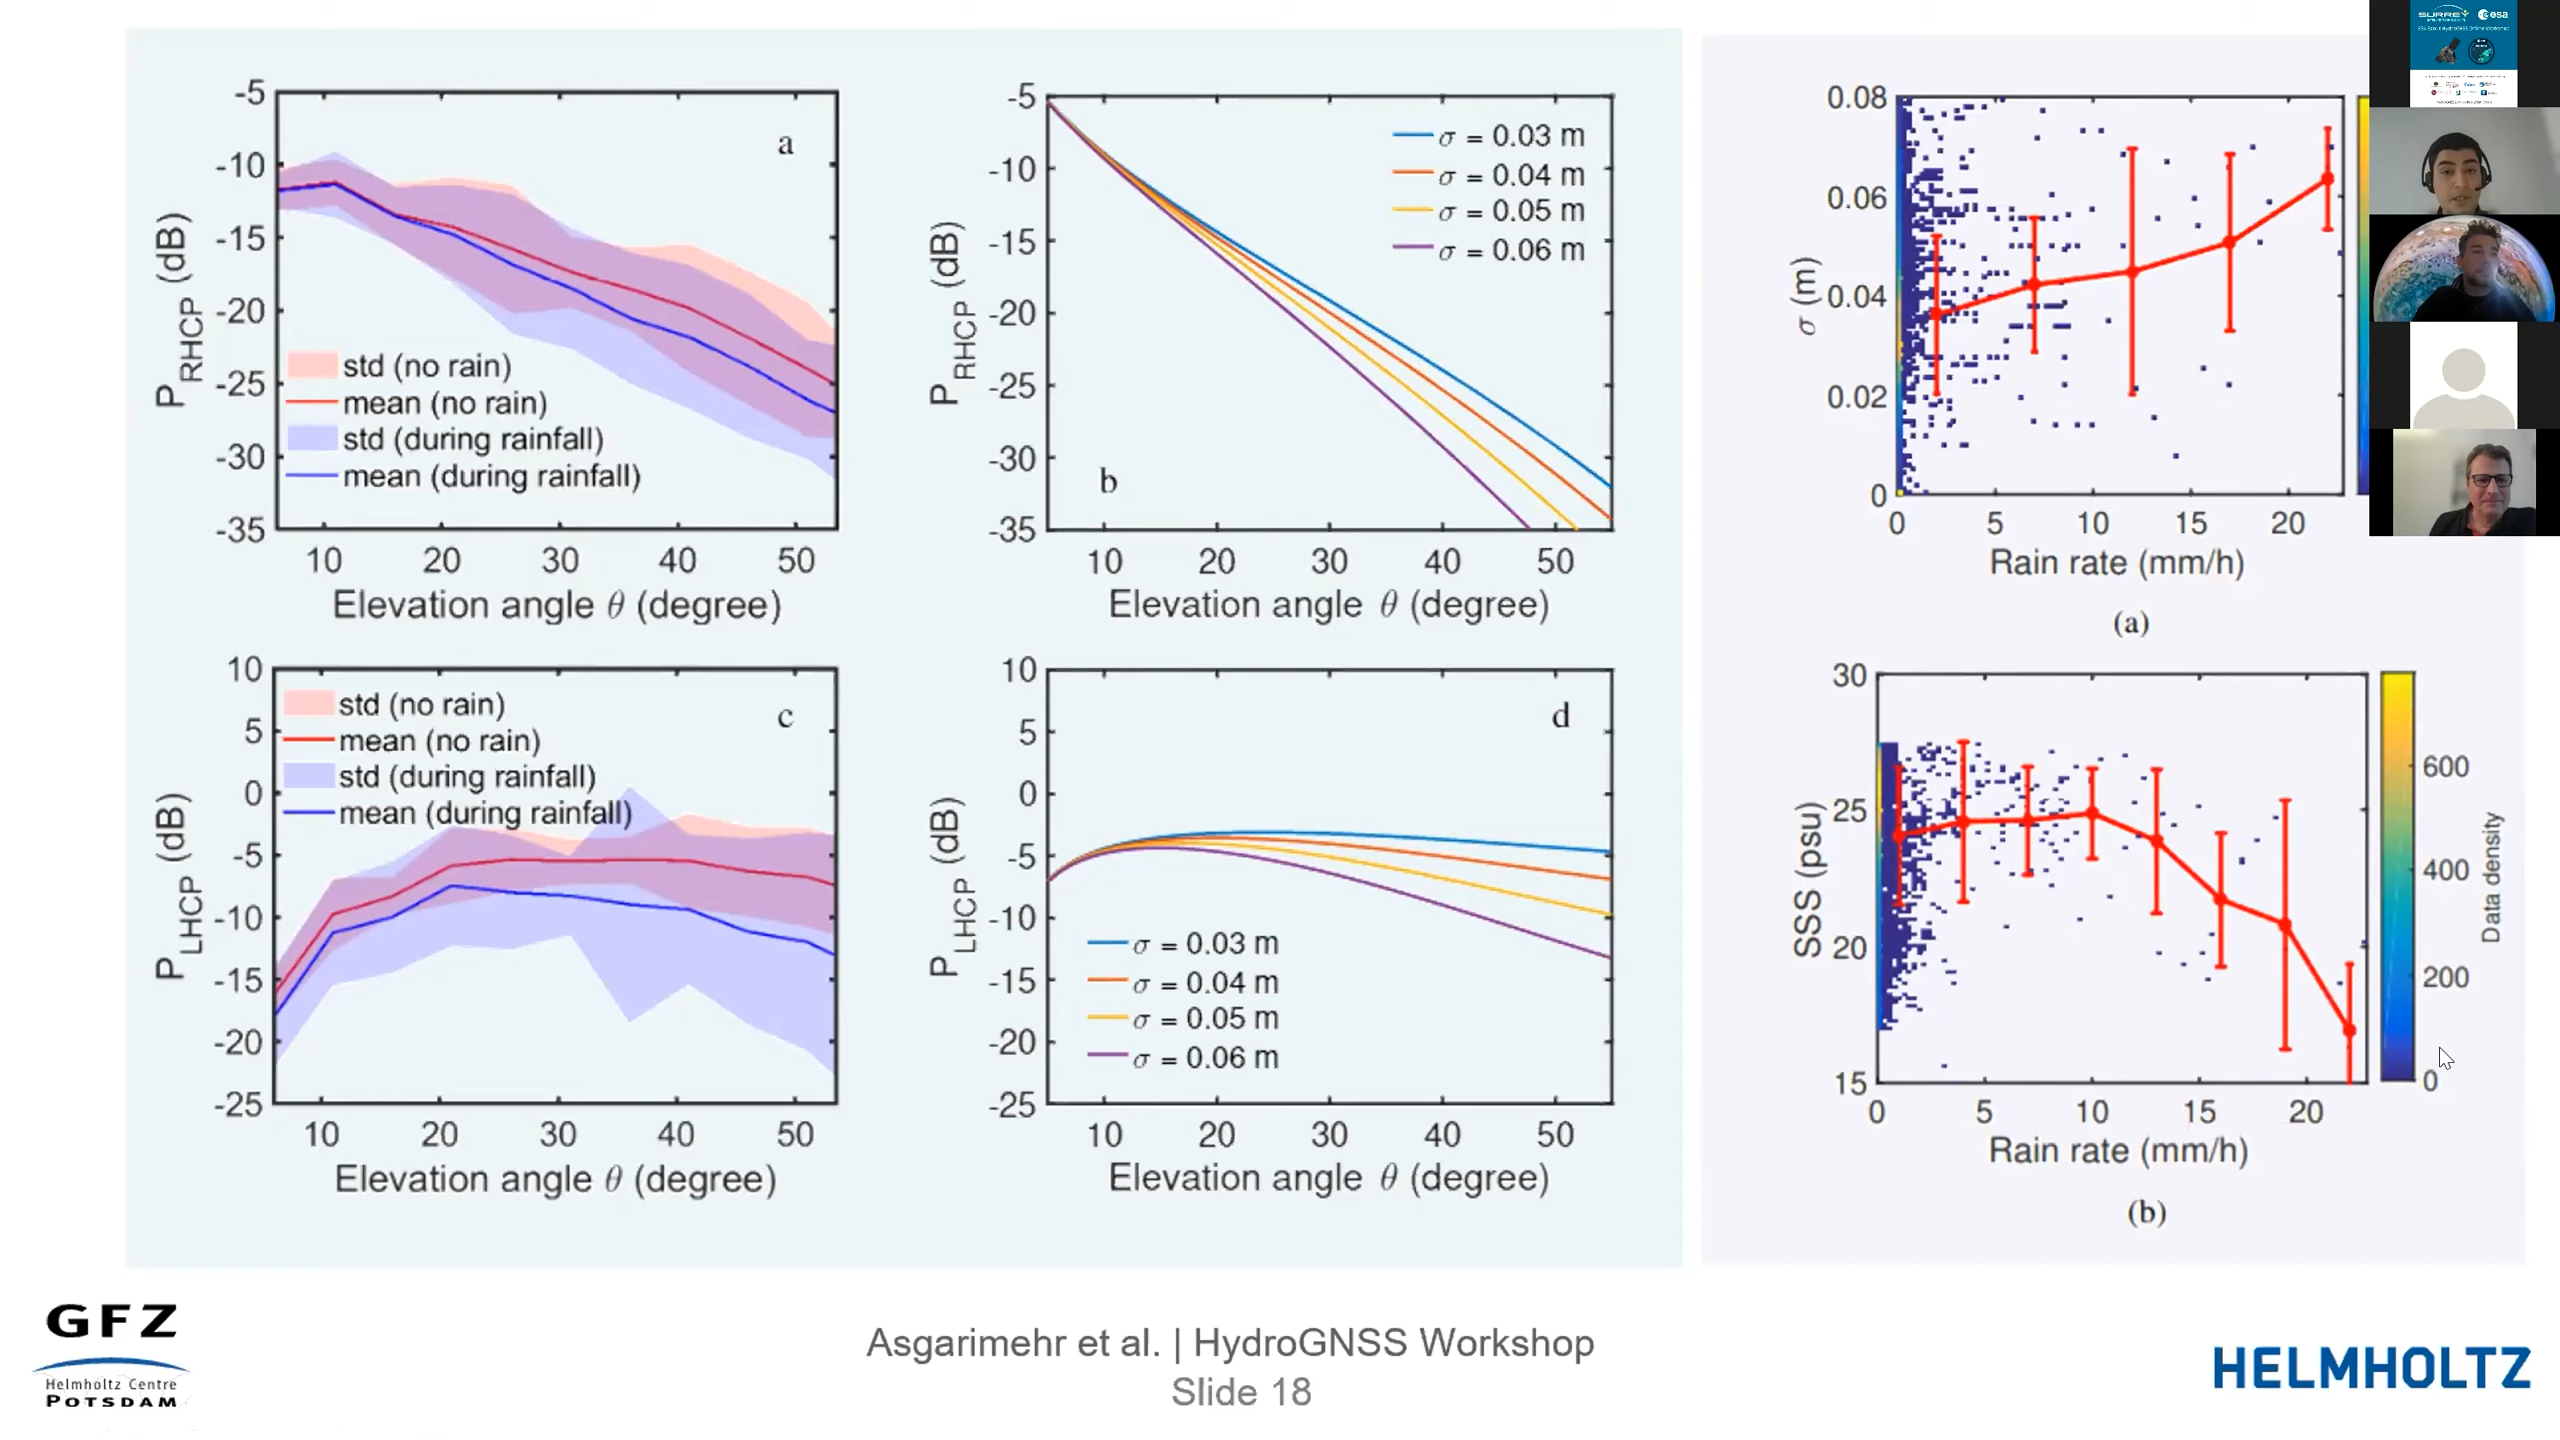 -5
-10
-15
-20
-25
-30
-35
P_RHCP (dB)
a
std (no rain)
mean (no rain)
std (during rainfall)
mean (during rainfall)
10 20 30 40 50
Elevation angle θ (degree)
-5
-10
-15
-20
-25
-30
-35
P_RHCP (dB)
σ = 0.03 m
σ = 0.04 m
σ = 0.05 m
σ = 0.06 m
b
10 20 30 40 50
Elevation angle θ (degree)
10
5
0
-5
-10
-15
-20
-25
P_LHCP (dB)
std (no rain)
mean (no rain)
std (during rainfall)
mean (during rainfall)
c
10 20 30 40 50
Elevation angle θ (degree)
10
5
0
-5
-10
-15
-20
-25
P_LHCP (dB)
d
σ = 0.03 m
σ = 0.04 m
σ = 0.05 m
σ = 0.06 m
10 20 30 40 50
Elevation angle θ (degree)
0.08
0.06
0.04
0.02
0
σ (m)
0 5 10 15 20
Rain rate (mm/h)
(a)
30
25
20
15
SSS (psu)
0 5 10 15 20
Rain rate (mm/h)
(b)
600
400
200
0
Data density
SURREY esa
GFZ
Helmholtz Centre
POTSDAM
Asgarimehr et al. | HydroGNSS Workshop
Slide 18
HELMHOLTZ